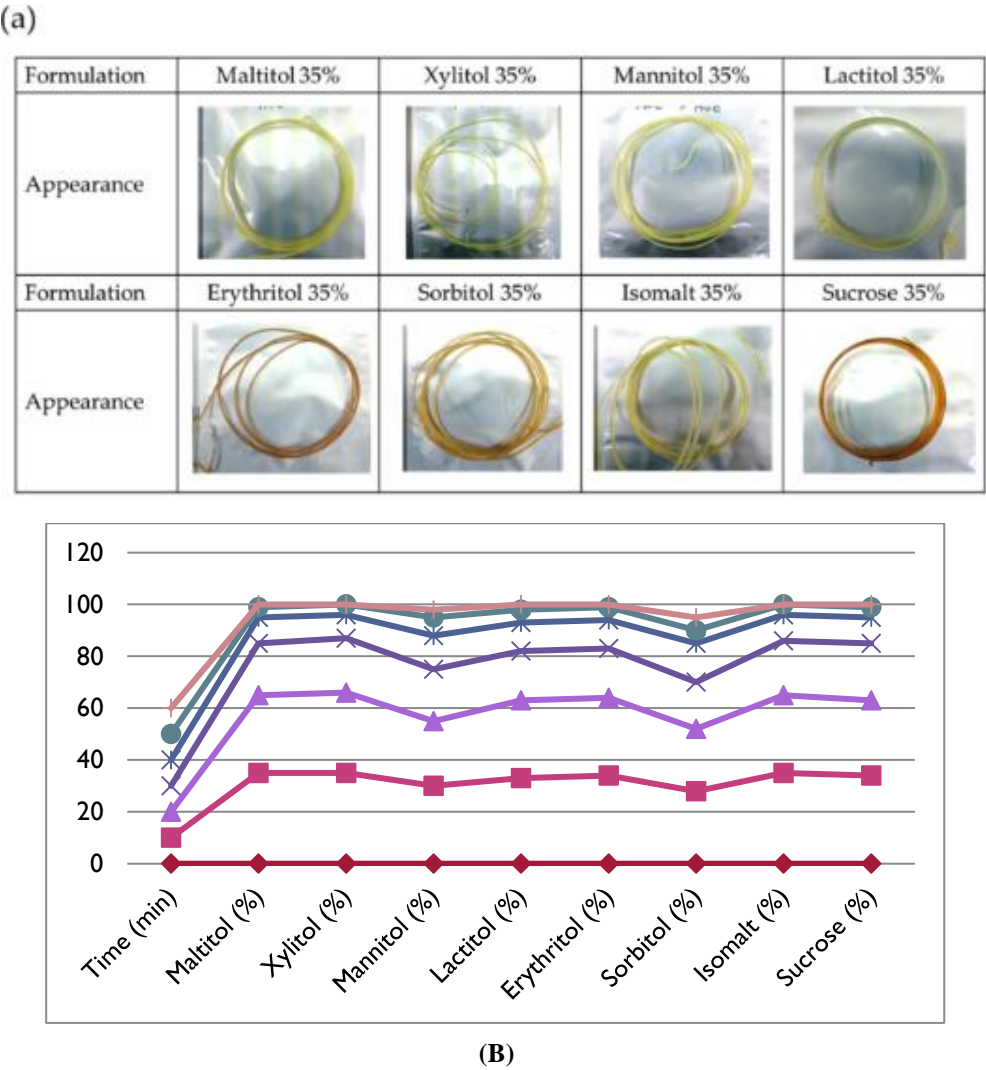 (a)
Formulation Maltitol 35% Xylitol 35% Mannitol 35% Lactitol 35%
Appearance
Formulation Erythritol 35% Sorbitol 35% Isomalt 35% Sucrose 35%
Appearance
120
100
80
60
40
20
0
Time (min)
Maltitol (%)
Xylitol (%)
Mannitol (%)
Lactitol (%)
Erythritol (%)
Sorbitol (%)
Isomalt (%)
Sucrose (%)
(B)